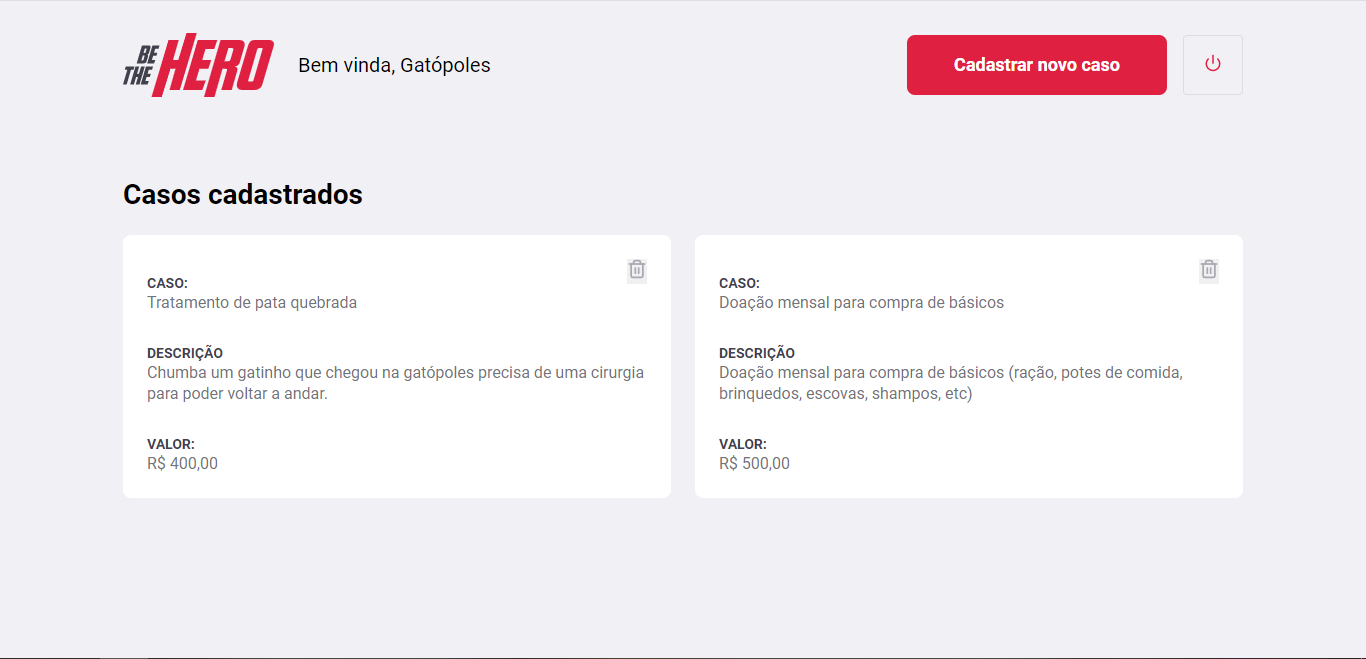 BE
THE HERO
Bem vinda, Gatópoles
Cadastrar novo caso
Casos cadastrados
CASO:
Tratamento de pata quebrada
DESCRIÇÃO
Chumba um gatinho que chegou na gatópoles precisa de uma cirurgia
para poder voltar a andar.
VALOR:
R$ 400,00
CASO:
Doação mensal para compra de básicos
DESCRIÇÃO
Doação mensal para compra de básicos (ração, potes de comida,
brinquedos, escovas, shampos, etc)
VALOR:
R$ 500,00